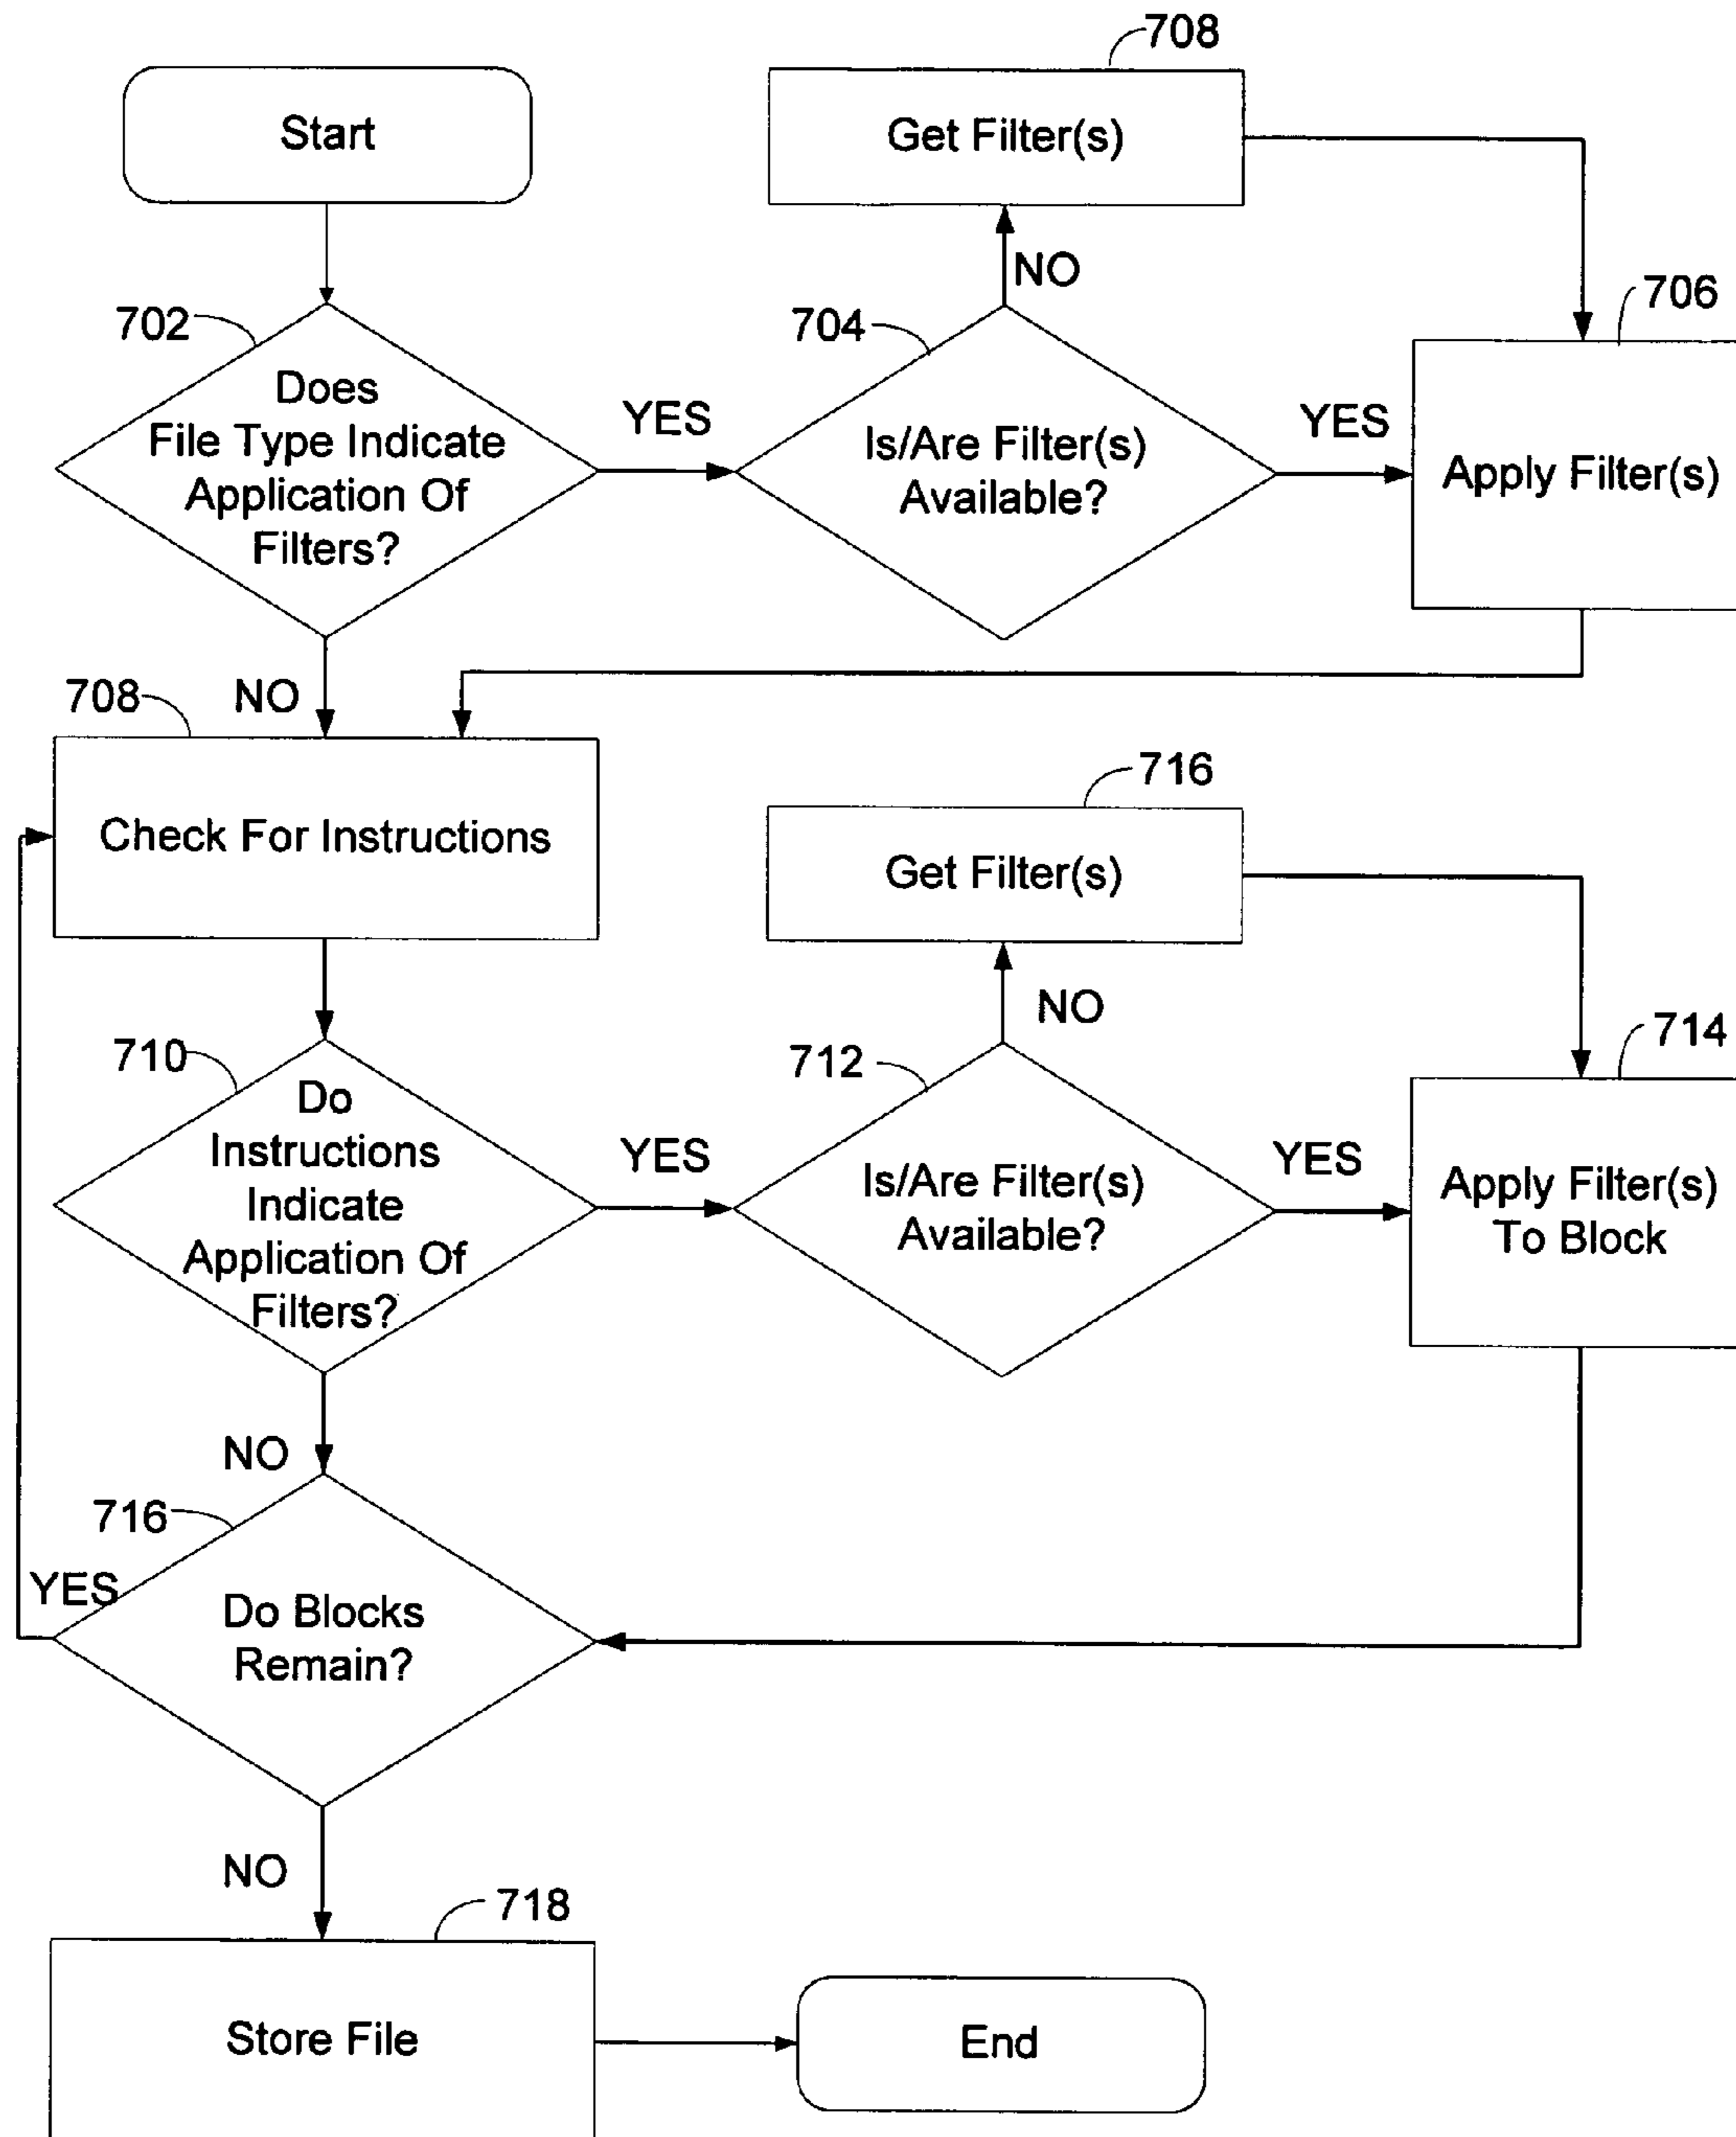 708
Start
Get Filter(s)
NO
706
702
704
Does
File Type Indicate
Application Of
Filters?
YES
Is/Are Filter(s)
Available?
YES
Apply Filter(s)
708
NO
716
Check For Instructions
Get Filter(s)
NO
714
710
712
Do
Instructions
Indicate
Application Of
Filters?
YES
Is/Are Filter(s)
Available?
YES
Apply Filter(s)
To Block
NO
716
YES
Do Blocks
Remain?
NO
718
Store File
End